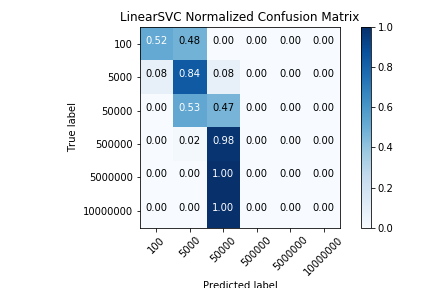 LinearSVC Normalized Confusion Matrix
True label
100 0.52 0.48 0.00 0.00 0.00 0.00
5000 0.08 0.84 0.08 0.00 0.00 0.00
50000 0.00 0.53 0.47 0.00 0.00 0.00
500000 0.00 0.02 0.98 0.00 0.00 0.00
5000000 0.00 0.00 1.00 0.00 0.00 0.00
10000000 0.00 0.00 1.00 0.00 0.00 0.00
100 5000 50000 500000 5000000 10000000
Predicted label
1.0
0.8
0.6
0.4
0.2
0.0